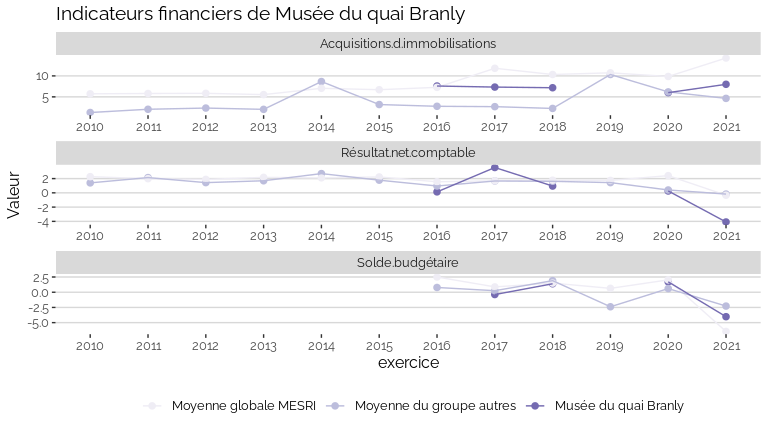 Indicateurs financiers de Musée du quai Branly
Acquisitions.d.immobilisations
10
5
2010 2011 2012 2013 2014 2015 2016 2017 2018 2019 2020 2021
Résultat.net.comptable
2
0
-2
-4
2010 2011 2012 2013 2014 2015 2016 2017 2018 2019 2020 2021
Solde.budgétaire
2.5
0.0
-2.5
-5.0
2010 2011 2012 2013 2014 2015 2016 2017 2018 2019 2020 2021
Valeur
exercice
Moyenne globale MESRI Moyenne du groupe autres Musée du quai Branly